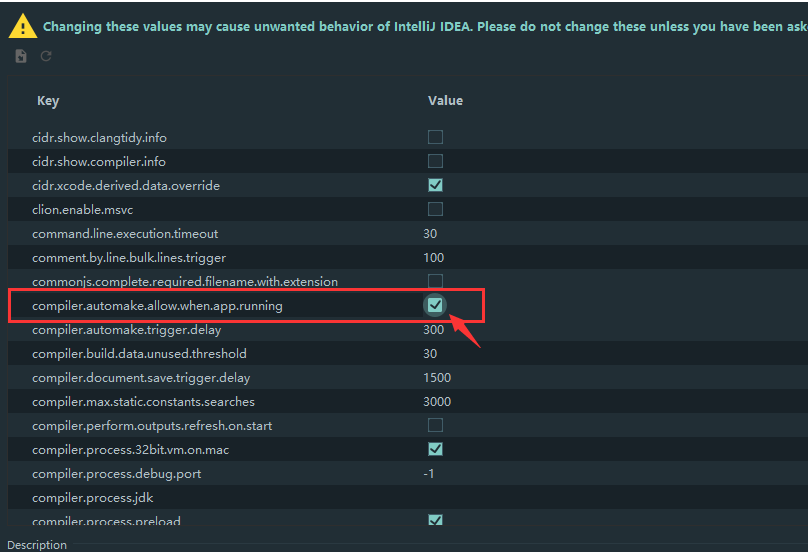 Changing these values may cause unwanted behavior of IntelliJ IDEA. Please do not change these unless you have been ask
Key Value
cidr.show.clangtidy.info
cidr.show.compiler.info
cidr.xcode.derived.data.override
clion.enable.msvc
command.line.execution.timeout 30
comment.by.line.bulk.lines.trigger 100
commonjs.complete.required.filename.with.extension
compiler.automake.allow.when.app.running
compiler.automake.trigger.delay 300
compiler.build.data.unused.threshold 30
compiler.document.save.trigger.delay 1500
compiler.max.static.constants.searches 3000
compiler.perform.outputs.refresh.on.start
compiler.process.32bit.vm.on.mac
compiler.process.debug.port -1
compiler.process.jdk
compiler.process.preload
Description